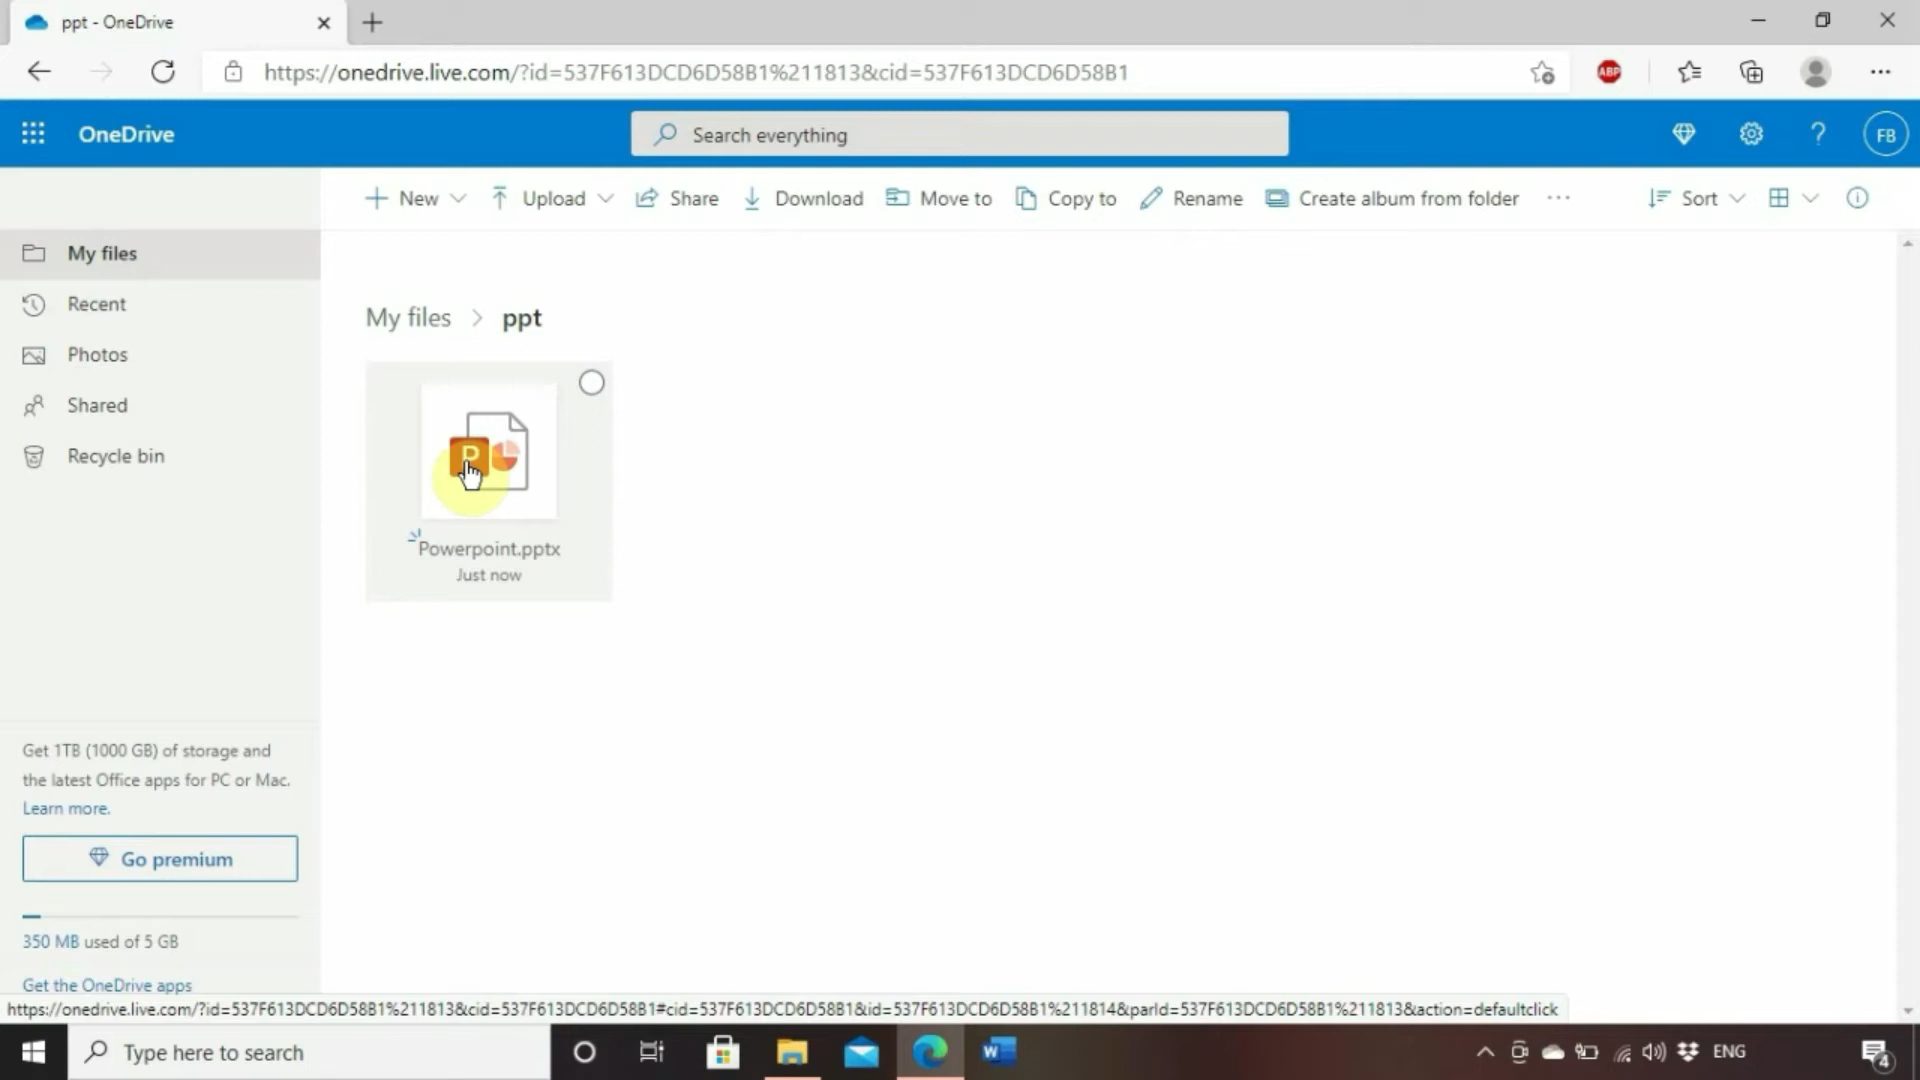 ppt - OneDrive
https://onedrive.live.com/?id=537F613DCD6D58B1%211813&cid=537F613DCD6D58B1
ABP
OneDrive
Search everything
FB
New
Upload
Share
Download
Move to
Copy to
Rename
Create album from folder
Sort
My files
Recent
Photos
Shared
Recycle bin
My files > ppt
P
Powerpoint.pptx
Just now
Get 1TB (1000 GB) of storage and
the latest Office apps for PC or Mac.
Learn more.
Go premium
350 MB used of 5 GB
Get the OneDrive apps
https://onedrive.live.com/?id=537F613DCD6D58B1%211813&cid=537F613DCD6D58B1#cid=537F613DCD6D58B1&id=537F613DCD6D58B1%211814&parId=537F613DCD6D58B1%211813&action=defaultclick
Type here to search
W
ENG
4